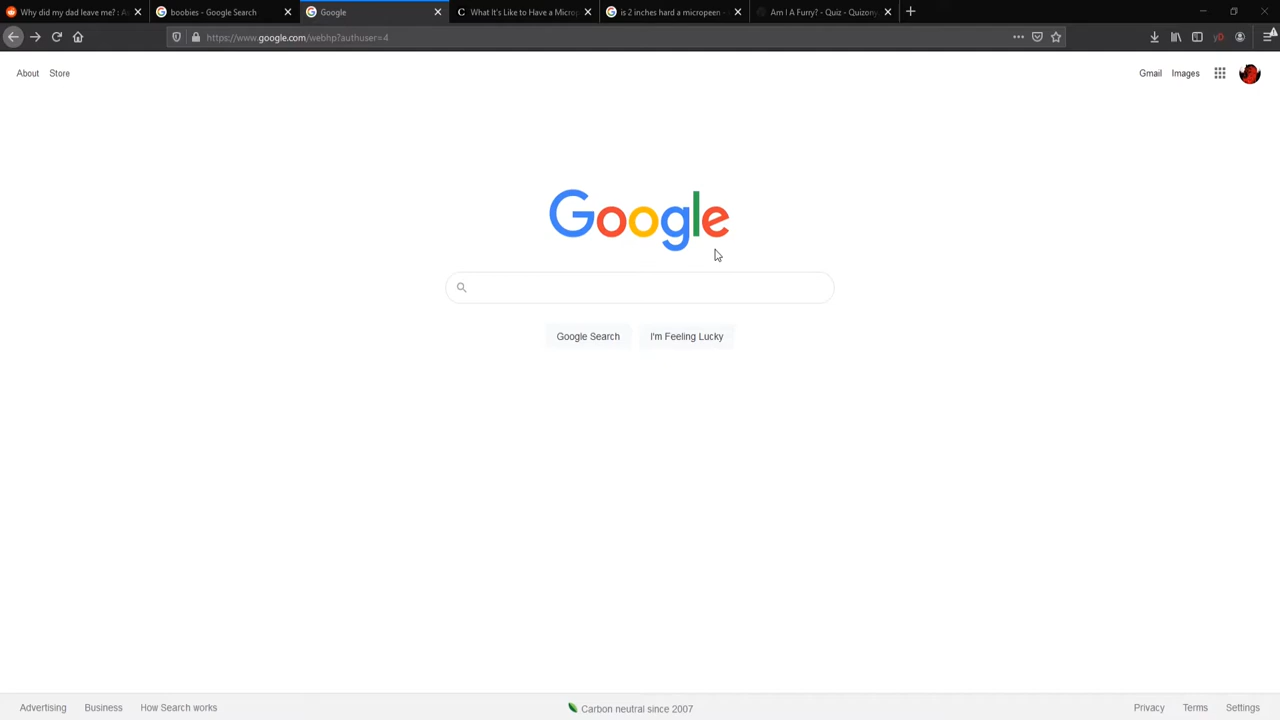 Why did my dad leave me? : A
boobies - Google Search
Google
What It's Like to Have a Microp
is 2 inches hard a micropeen -
Am I A Furry? - Quiz - Quizony
https://www.google.com/webhp?authuser=4
About Store
Gmail Images
Google
Google Search I'm Feeling Lucky
Advertising Business How Search works
Carbon neutral since 2007
Privacy Terms Settings